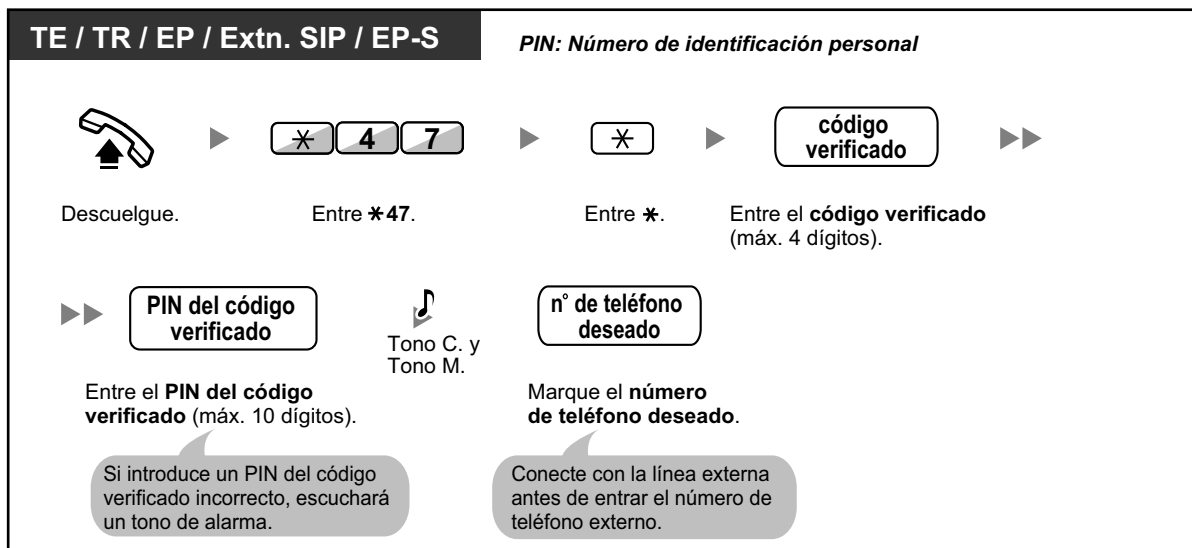 TE / TR / EP / Extn. SIP / EP-S
PIN: Número de identificación personal
* 4 7
*
código
verificado
Descuelgue.
Entre *47.
Entre *.
Entre el código verificado
(máx. 4 dígitos).
PIN del código
verificado
Tono C. y
Tono M.
n° de teléfono
deseado
Entre el PIN del código
verificado (máx. 10 dígitos).
Marque el número
de teléfono deseado.
Si introduce un PIN del código
verificado incorrecto, escuchará
un tono de alarma.
Conecte con la línea externa
antes de entrar el número de
teléfono externo.